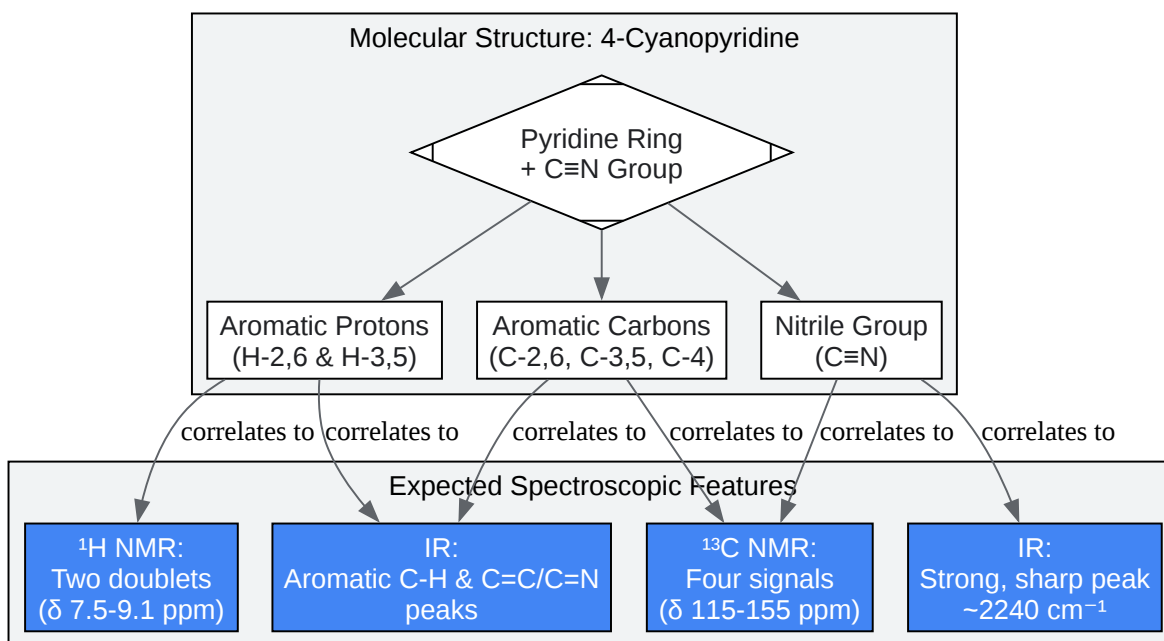 Molecular Structure: 4-Cyanopyridine
Pyridine Ring
+ C≡N Group
Aromatic Protons
(H-2,6 & H-3,5)
Aromatic Carbons
(C-2,6, C-3,5, C-4)
Nitrile Group
(C≡N)
correlates to
correlates to
correlates to
correlates to
correlates to
correlates to
Expected Spectroscopic Features
¹H NMR:
Two doublets
(δ 7.5-9.1 ppm)
IR:
Aromatic C-H & C=C/C=N
peaks
¹³C NMR:
Four signals
(δ 115-155 ppm)
IR:
Strong, sharp peak
~2240 cm⁻¹